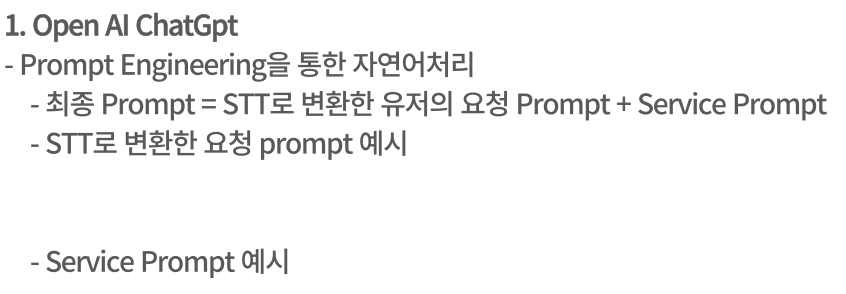 1. Open AI ChatGpt
- Prompt Engineering을 통한 자연어처리
- 최종 Prompt = STT로 변환한 유저의 요청 Prompt + Service Prompt
- STT로 변환한 요청 prompt 예시
- Service Prompt 예시